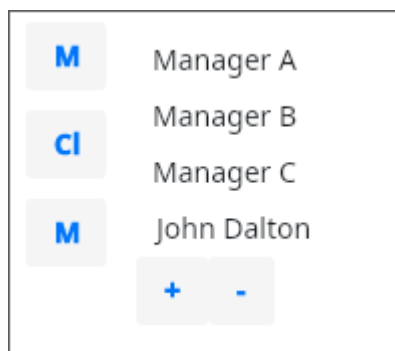 M
Cl
M
Manager A
Manager B
Manager C
John Dalton
+ -